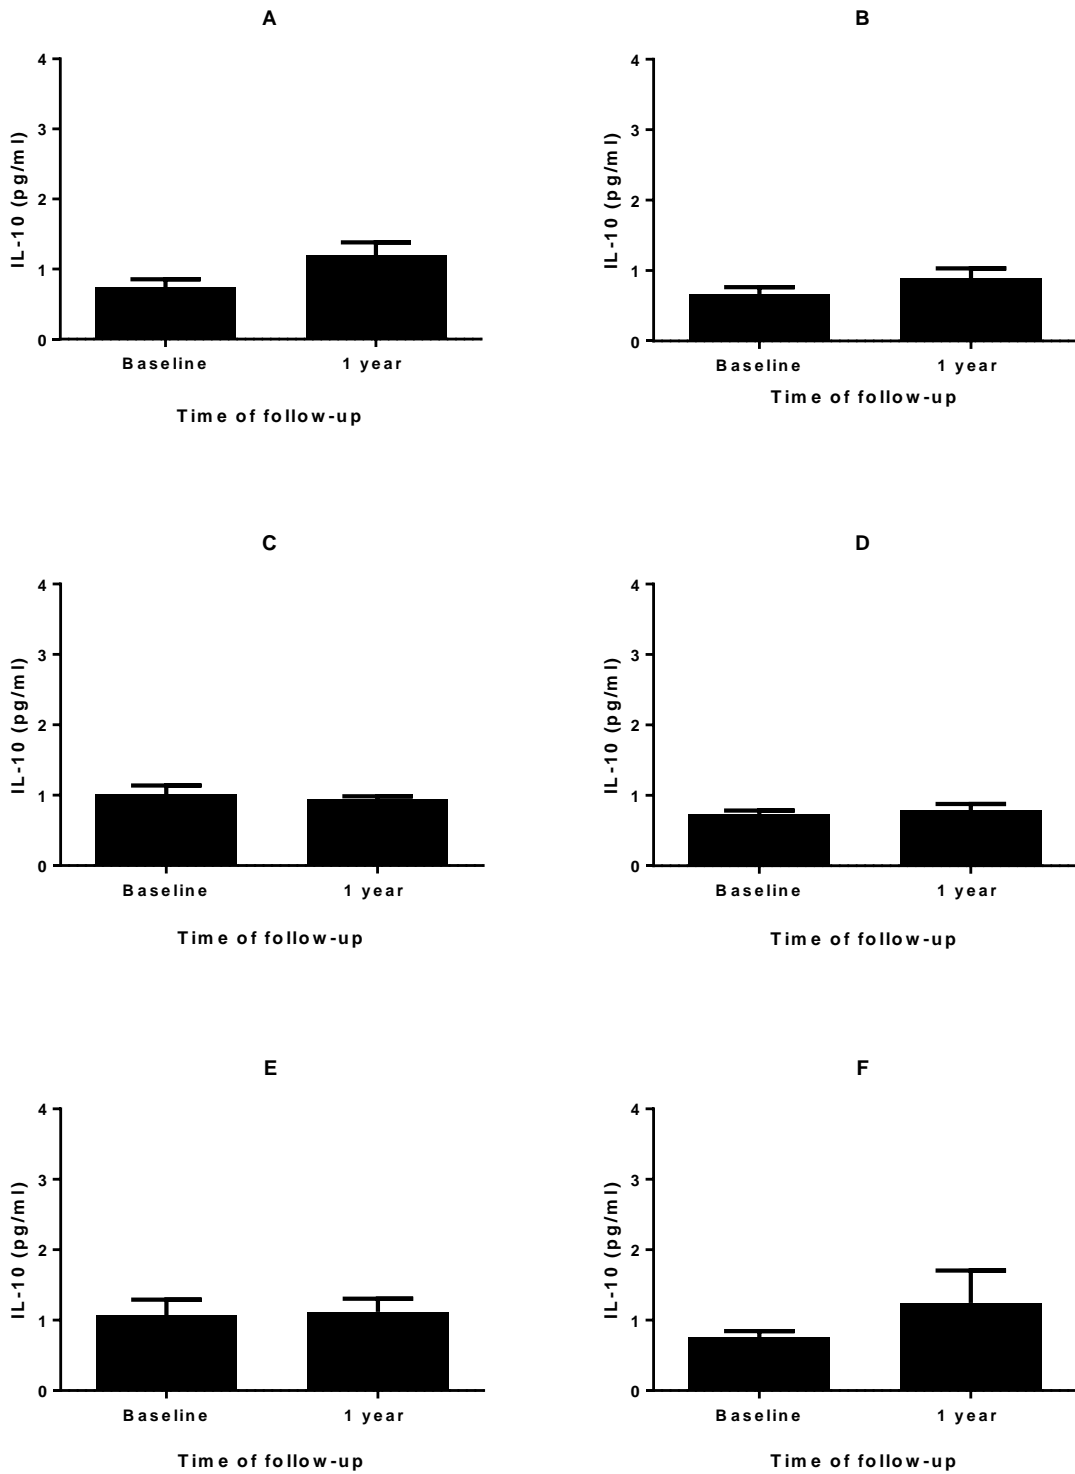 A
IL-10 (pg/ml)
4
3
2
1
0
Baseline 1 year
Time of follow-up
B
IL-10 (pg/ml)
4
3
2
1
0
Baseline 1 year
Time of follow-up
C
IL-10 (pg/ml)
4
3
2
1
0
Baseline 1 year
Time of follow-up
D
IL-10 (pg/ml)
4
3
2
1
0
Baseline 1 year
Time of follow-up
E
IL-10 (pg/ml)
4
3
2
1
0
Baseline 1 year
Time of follow-up
F
IL-10 (pg/ml)
4
3
2
1
0
Baseline 1 year
Time of follow-up